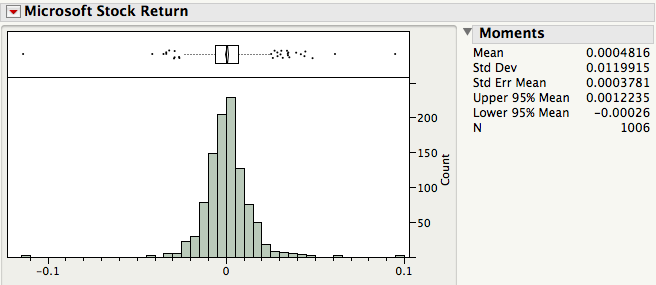 Microsoft Stock Return
Moments
Mean 0.0004816
Std Dev 0.0119915
Std Err Mean 0.0003781
Upper 95% Mean 0.0012235
Lower 95% Mean -0.00026
N 1006
200
150
100
50
Count
-0.1 0 0.1